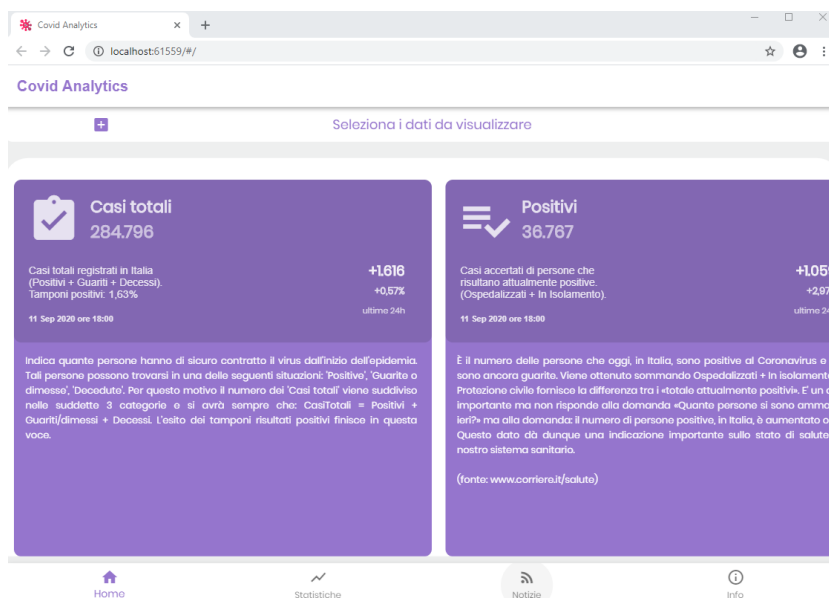 Covid Analytics
localhost:61559/#/
Covid Analytics
Seleziona i dati da visualizzare
Casi totali
284.796
Casi totali registrati in Italia
(Positivi + Guariti + Decessi).
Tamponi positivi: 1,63%
11 Sep 2020 ore 18:00
+1.616
+0,57%
ultime 24h
Indica quante persone hanno di sicuro contratto il virus dall'inizio dell'epidemia.
Tali persone possono trovarsi in una delle seguenti situazioni: 'Positive', 'Guarite o
dimesse', 'Decedute'. Per questo motivo il numero dei 'Casi totali' viene suddiviso
nelle suddette 3 categorie e si avrà sempre che: CasiTotali = Positivi +
Guariti/dimessi + Decessi. L'esito dei tamponi risultati positivi finisce in questa
voce.
Positivi
36.767
Casi accertati di persone che
risultano attualmente positive.
(Ospedalizzati + In Isolamento).
11 Sep 2020 ore 18:00
+1.05
+2,97
ultime 24
È il numero delle persone che oggi, in Italia, sono positive al Coronavirus e
sono ancora guarite. Viene ottenuto sommando Ospedalizzati + In isolamento
Protezione civile fornisce la differenza tra i «totale attualmente positivi». E' un
importante ma non risponde alla domanda «Quante persone si sono amma
ieri?» ma alla domanda: il numero di persone positive, in Italia, è aumentato o
Questo dato dà dunque una indicazione importante sullo stato di salute
nostro sistema sanitario.
(fonte: www.corriere.it/salute)
Home
Statistiche
Notizie
Info